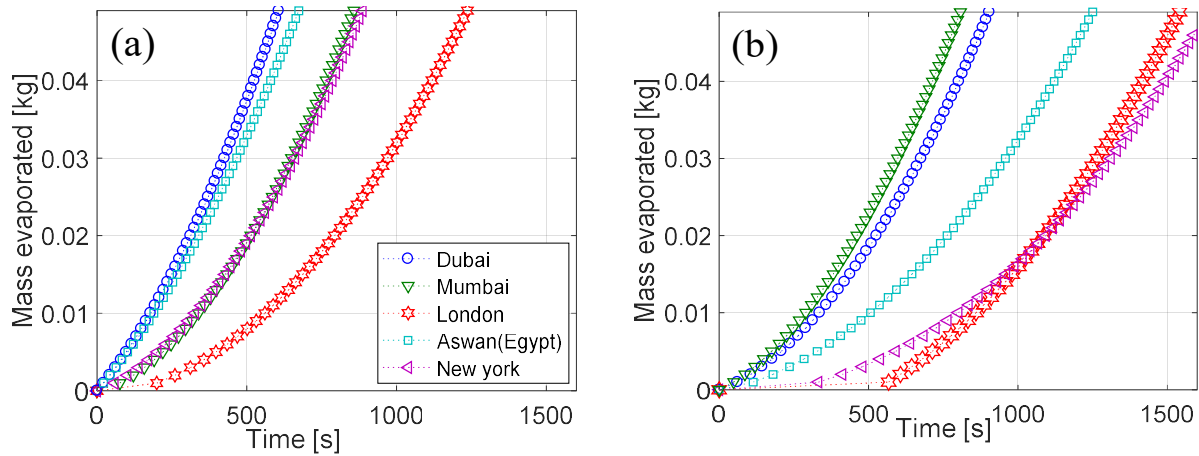 (a)
Mass evaporated [kg]
0.04
0.03
0.02
0.01
0
0
500
1000
1500
Time [s]
Dubai
Mumbai
London
Aswan(Egypt)
New york
(b)
Mass evaporated [kg]
0.04
0.03
0.02
0.01
0
0
500
1000
1500
Time [s]